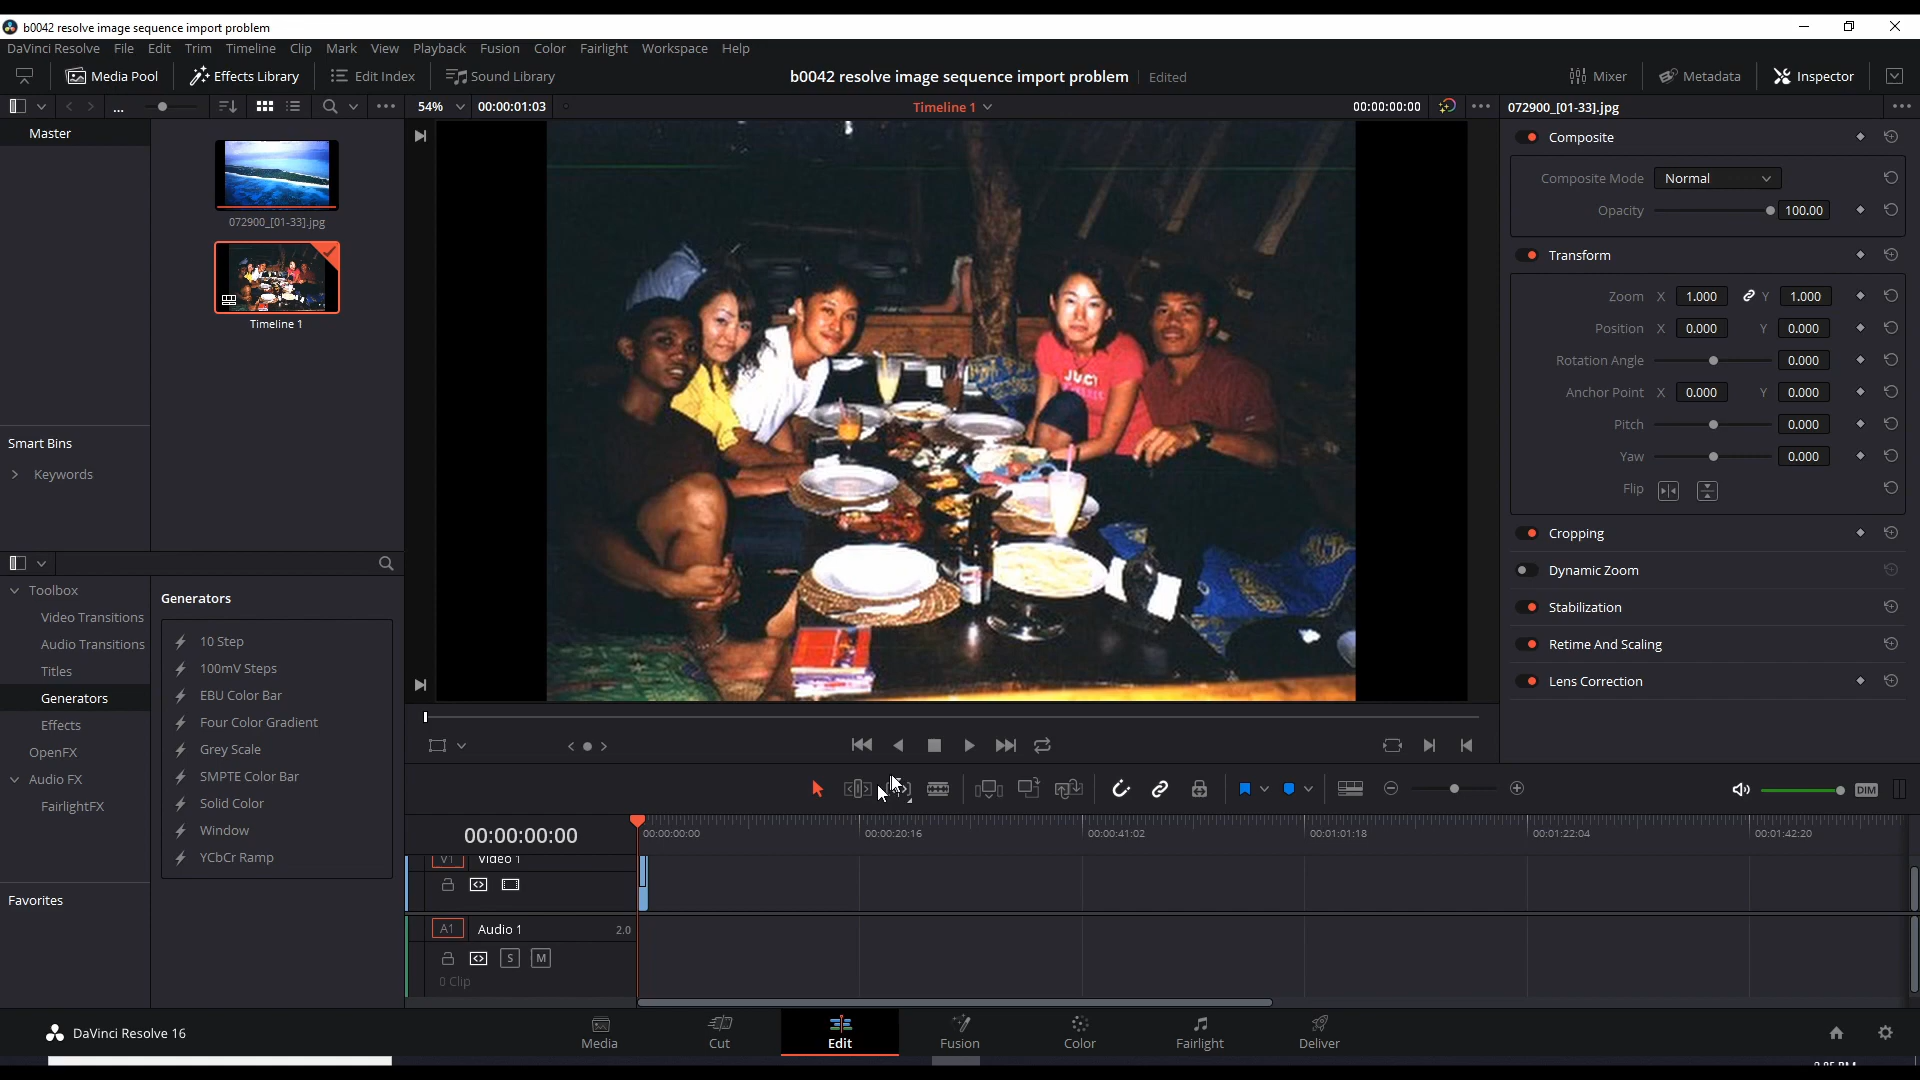 b0042 resolve image sequence import problem
DaVinci Resolve File Edit Trim Timeline Clip Mark View Playback Fusion Color Fairlight Workspace Help
Media Pool Effects Library Edit Index Sound Library b0042 resolve image sequence import problem Edited Mixer Metadata Inspector
... 54% 00:00:01:03 Timeline 1 00:00:00:00 072900_[01-33].jpg
Master
072900_[01-33].jpg
Timeline 1
Smart Bins
Keywords
JUCY
Composite
Composite Mode Normal
Opacity 100.00
Transform
Zoom X 1.000 Y 1.000
Position X 0.000 Y 0.000
Rotation Angle 0.000
Anchor Point X 0.000 Y 0.000
Pitch 0.000
Yaw 0.000
Flip
Cropping
Dynamic Zoom
Stabilization
Retime And Scaling
Lens Correction
Toolbox
Video Transitions
Audio Transitions
Titles
Generators
Effects
OpenFX
Audio FX
FairlightFX
Favorites
Generators
10 Step
100mV Steps
EBU Color Bar
Four Color Gradient
Grey Scale
SMPTE Color Bar
Solid Color
Window
YCbCr Ramp
DIM
00:00:00:00 00:00:00:00 00:00:20:16 00:00:41:02 00:01:01:18 00:01:22:04 00:01:42:20
V1 Video 1
A1 Audio 1 2.0
S M
0 Clip
DaVinci Resolve 16 Media Cut Edit Fusion Color Fairlight Deliver